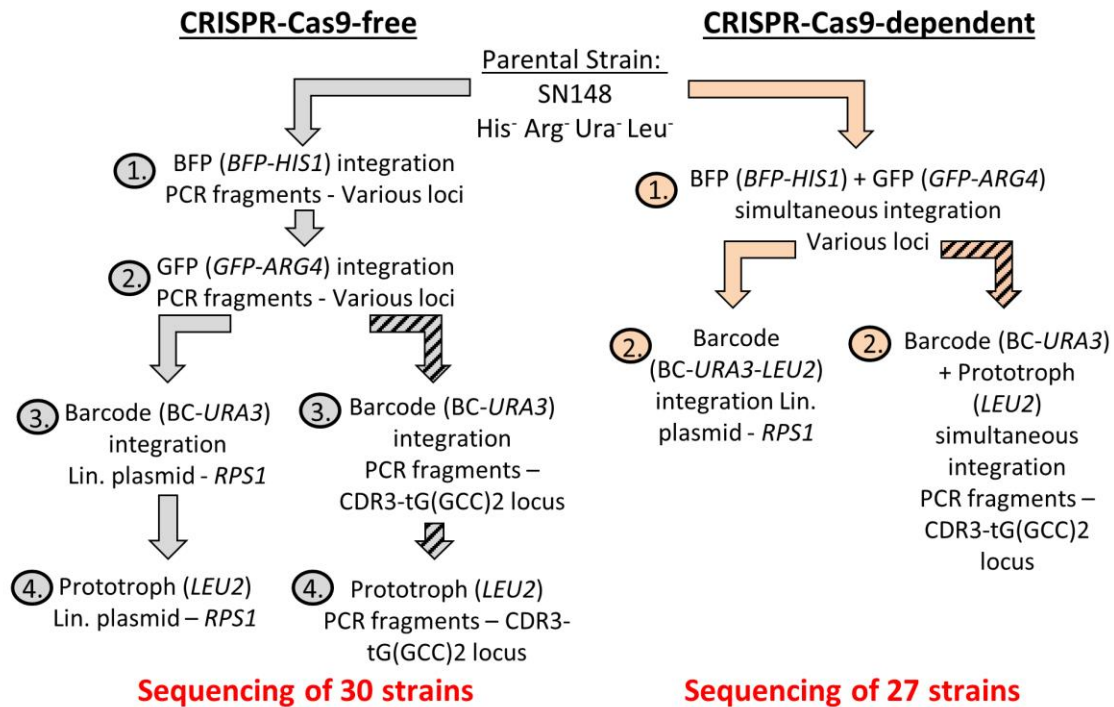 CRISPR-Cas9-free
CRISPR-Cas9-dependent
Parental Strain:
SN148
His⁻ Arg⁻ Ura⁻ Leu⁻
1.
BFP (BFP-HIS1) integration
PCR fragments - Various loci
2.
GFP (GFP-ARG4) integration
PCR fragments - Various loci
3.
Barcode (BC-URA3)
integration
Lin. plasmid - RPS1
3.
Barcode (BC-URA3)
integration
PCR fragments –
CDR3-tG(GCC)2 locus
4.
Prototroph (LEU2)
Lin. plasmid – RPS1
4.
Prototroph (LEU2)
PCR fragments – CDR3-
tG(GCC)2 locus
Sequencing of 30 strains
1.
BFP (BFP-HIS1) + GFP (GFP-ARG4)
simultaneous integration
Various loci
2.
Barcode
(BC-URA3-LEU2)
integration Lin.
plasmid - RPS1
2.
Barcode (BC-URA3)
+ Prototroph
(LEU2)
simultaneous
integration
PCR fragments –
CDR3-tG(GCC)2
locus
Sequencing of 27 strains